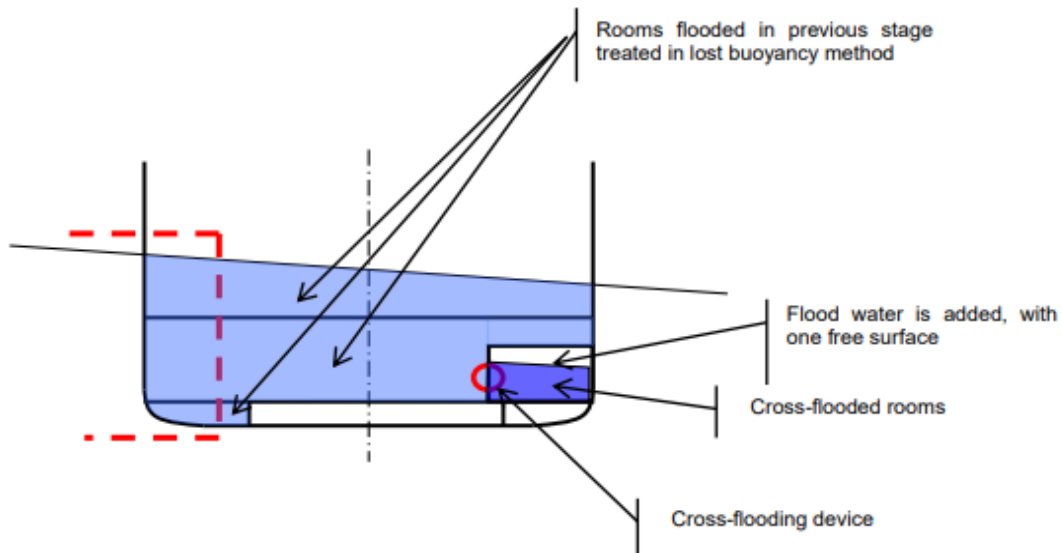 Rooms flooded in previous stage
treated in lost buoyancy method
Flood water is added, with
one free surface
Cross-flooded rooms
Cross-flooding device